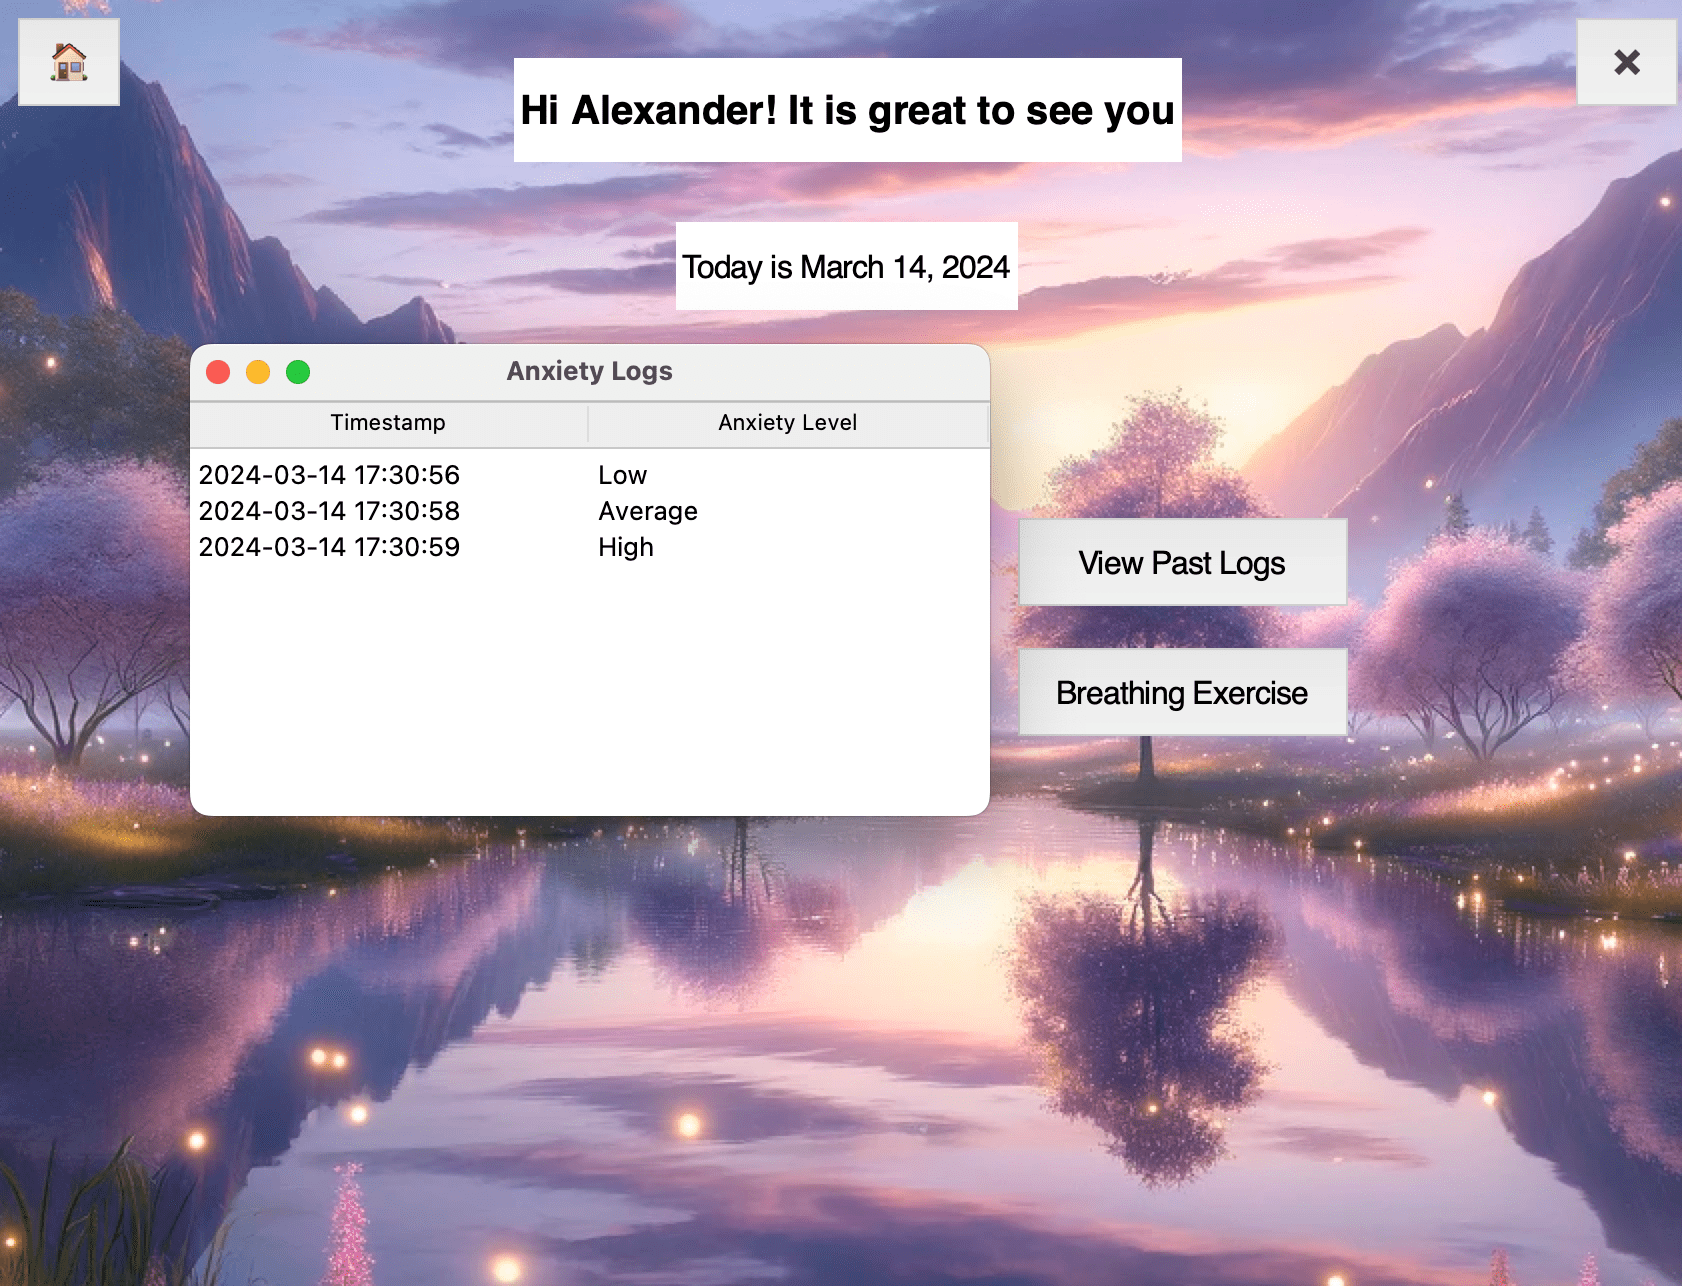 Hi Alexander! It is great to see you
Today is March 14, 2024
Anxiety Logs
Timestamp Anxiety Level
2024-03-14 17:30:56 Low
2024-03-14 17:30:58 Average
2024-03-14 17:30:59 High
View Past Logs
Breathing Exercise